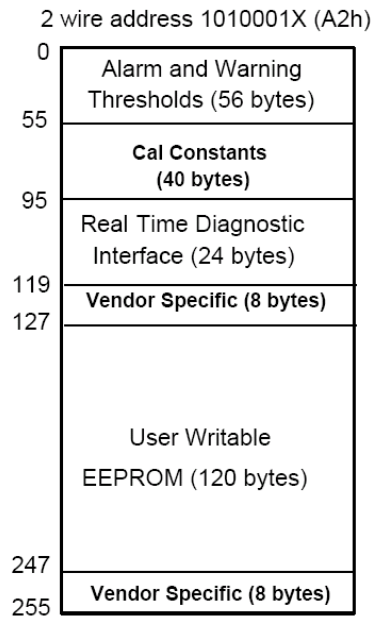 2 wire address 1010001X (A2h)
0
Alarm and Warning
Thresholds (56 bytes)
55
Cal Constants
(40 bytes)
95
Real Time Diagnostic
Interface (24 bytes)
119
Vendor Specific (8 bytes)
127
User Writable
EEPROM (120 bytes)
247
Vendor Specific (8 bytes)
255